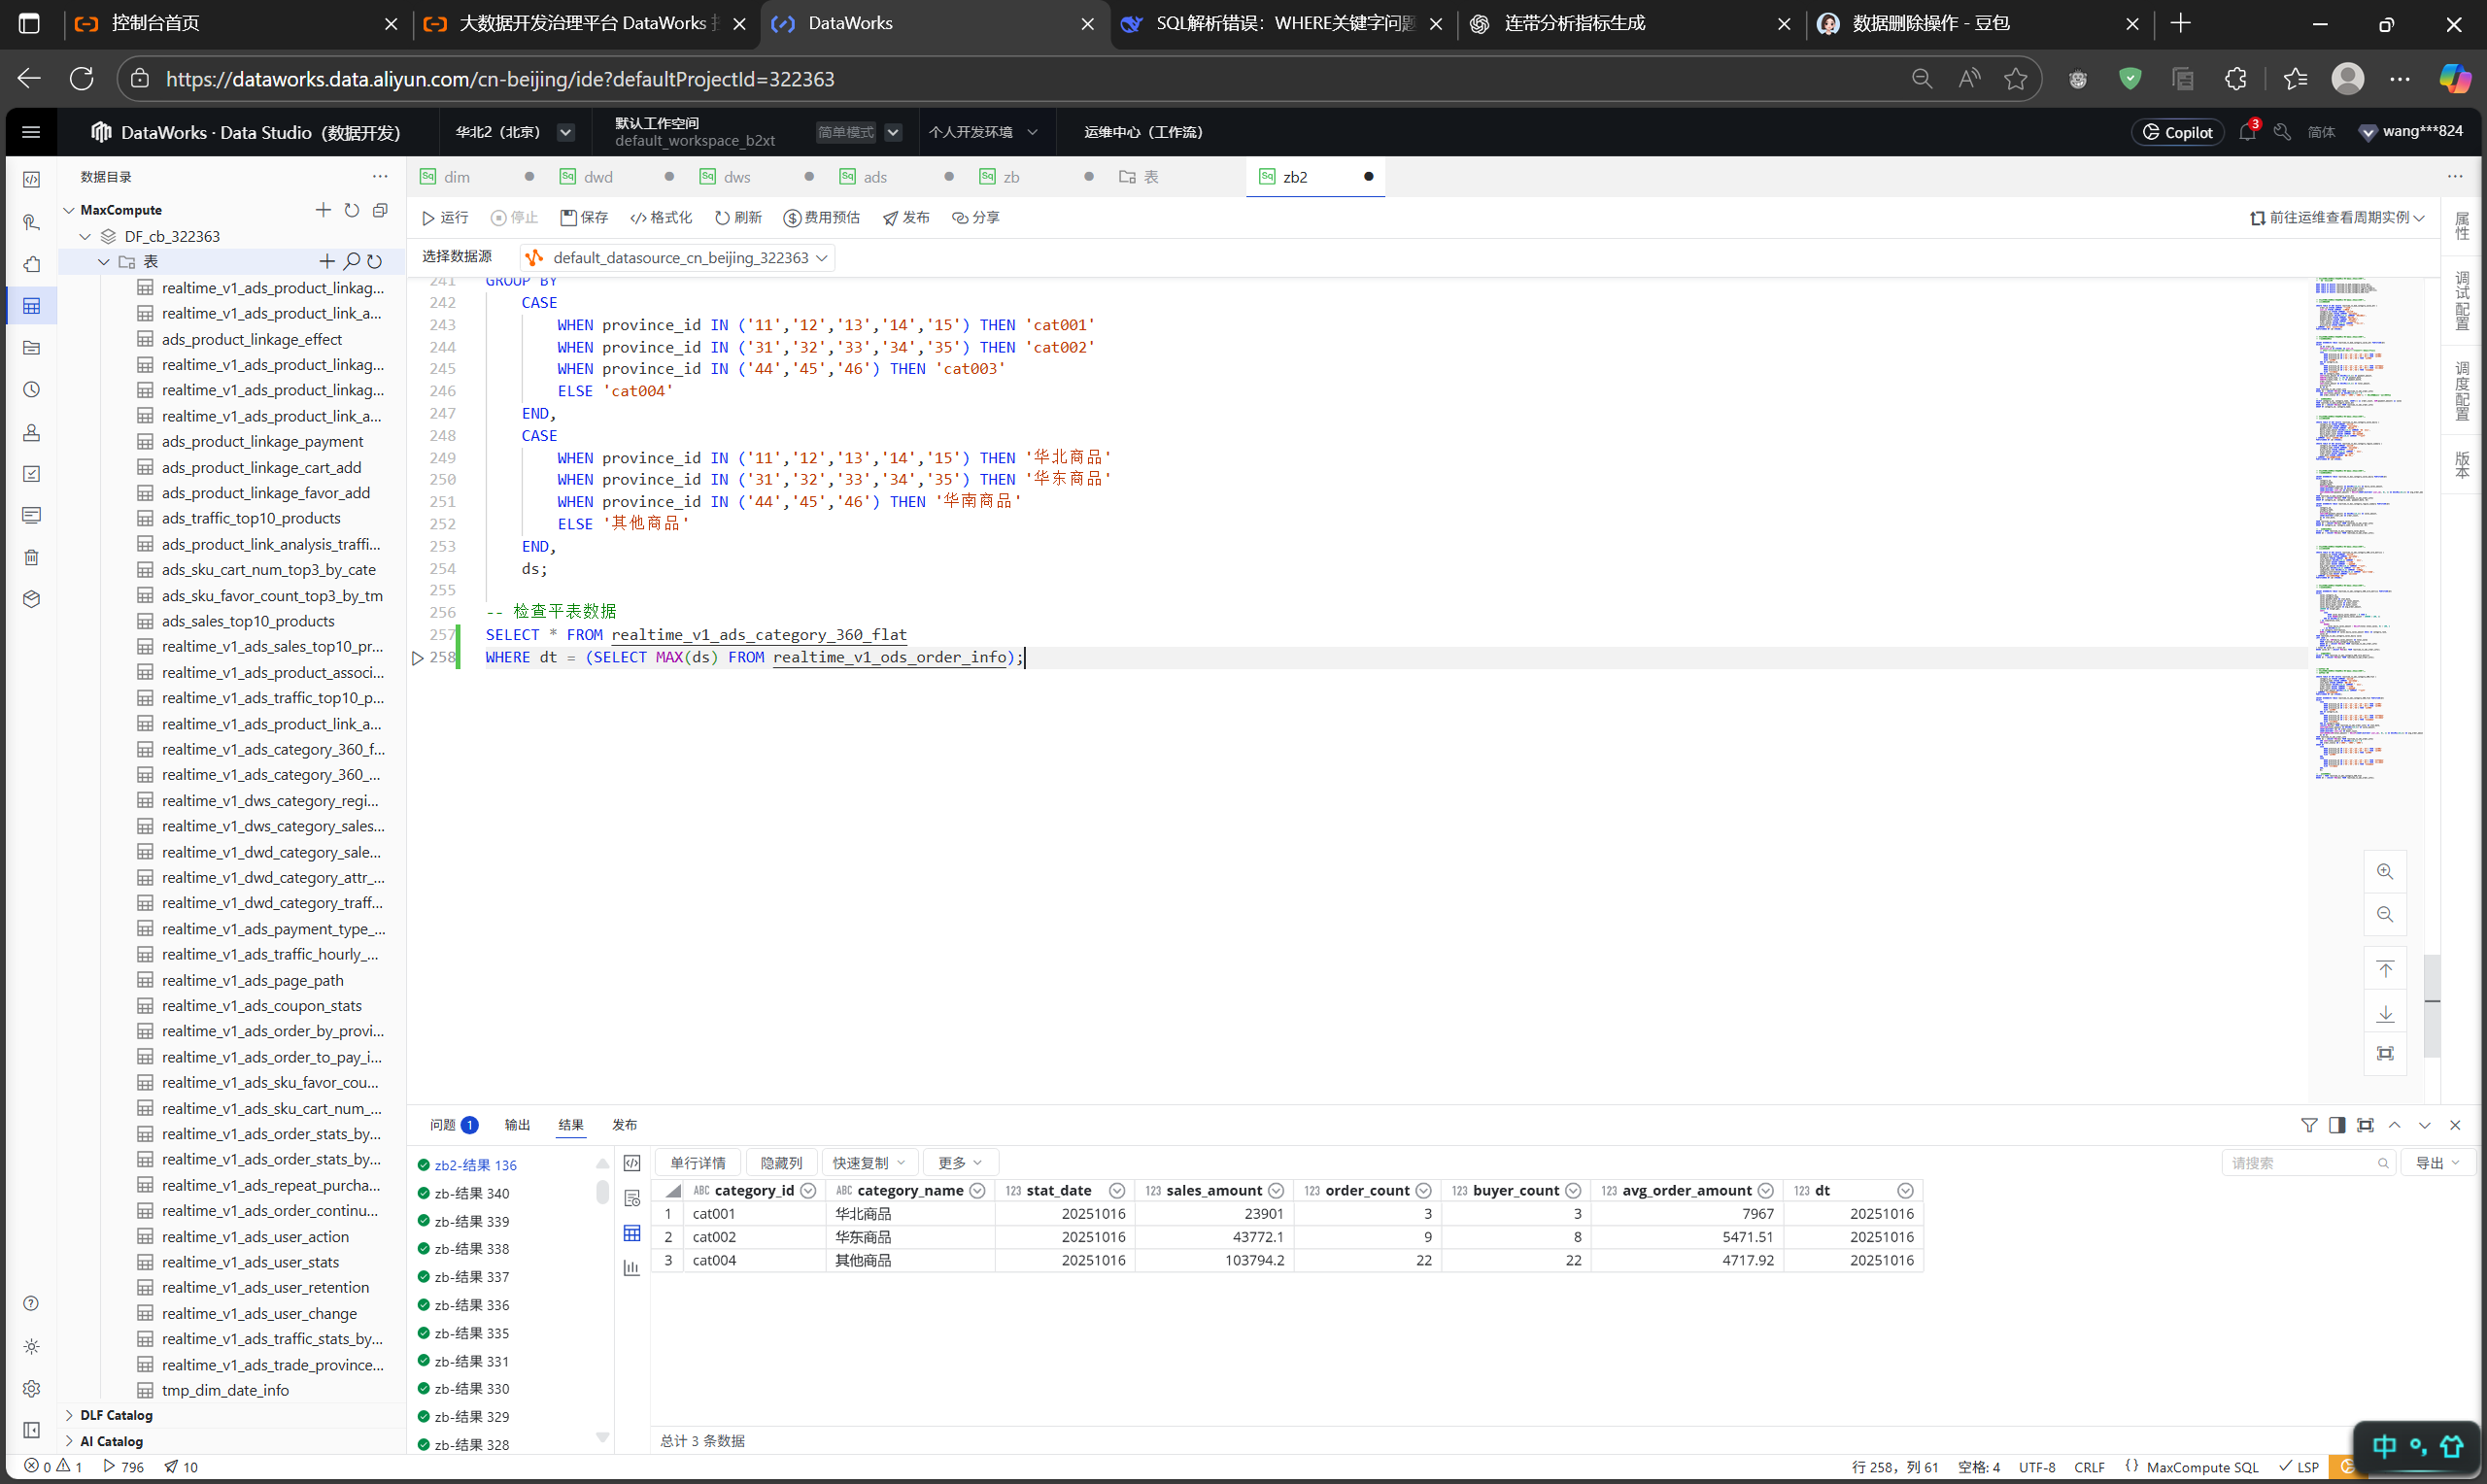 控制台首页
大数据开发治理平台 DataWorks
DataWorks
SQL解析错误：WHERE关键字问题
连带分析指标生成
数据删除操作 - 豆包
https://dataworks.data.aliyun.com/cn-beijing/ide?defaultProjectId=322363
DataWorks · Data Studio（数据开发）
华北2（北京）
默认工作空间
default_workspace_b2xt
简单模式
个人开发环境
运维中心（工作流）
Copilot
3
简体
wang***824
数据目录
MaxCompute
DF_cb_322363
表
realtime_v1_ads_product_linkag...
realtime_v1_ads_product_link_a...
ads_product_linkage_effect
realtime_v1_ads_product_linkag...
realtime_v1_ads_product_linkag...
realtime_v1_ads_product_link_a...
ads_product_linkage_payment
ads_product_linkage_cart_add
ads_product_linkage_favor_add
ads_traffic_top10_products
ads_product_link_analysis_traffi...
ads_sku_cart_num_top3_by_cate
ads_sku_favor_count_top3_by_tm
ads_sales_top10_products
realtime_v1_ads_sales_top10_pr...
realtime_v1_ads_product_associ...
realtime_v1_ads_traffic_top10_p...
realtime_v1_ads_product_link_a...
realtime_v1_ads_category_360_f...
realtime_v1_ads_category_360_...
realtime_v1_dws_category_regi...
realtime_v1_dws_category_sales...
realtime_v1_dwd_category_sale...
realtime_v1_dwd_category_attr_...
realtime_v1_dwd_category_traff...
realtime_v1_ads_payment_type_...
realtime_v1_ads_traffic_hourly_...
realtime_v1_ads_page_path
realtime_v1_ads_coupon_stats
realtime_v1_ads_order_by_provi...
realtime_v1_ads_order_to_pay_i...
realtime_v1_ads_sku_favor_cou...
realtime_v1_ads_sku_cart_num_...
realtime_v1_ads_order_stats_by...
realtime_v1_ads_order_stats_by...
realtime_v1_ads_repeat_purcha...
realtime_v1_ads_order_continu...
realtime_v1_ads_user_action
realtime_v1_ads_user_stats
realtime_v1_ads_user_retention
realtime_v1_ads_user_change
realtime_v1_ads_traffic_stats_by...
realtime_v1_ads_trade_province...
tmp_dim_date_info
DLF Catalog
AI Catalog
dim
dwd
dws
ads
zb
表
zb2
运行
停止
保存
格式化
刷新
费用预估
发布
分享
前往运维查看周期实例
选择数据源
default_datasource_cn_beijing_322363
属性
调试配置
调度配置
版本
241 GROUP BY
242 CASE
243 WHEN province_id IN ('11','12','13','14','15') THEN 'cat001'
244 WHEN province_id IN ('31','32','33','34','35') THEN 'cat002'
245 WHEN province_id IN ('44','45','46') THEN 'cat003'
246 ELSE 'cat004'
247 END,
248 CASE
249 WHEN province_id IN ('11','12','13','14','15') THEN '华北商品'
250 WHEN province_id IN ('31','32','33','34','35') THEN '华东商品'
251 WHEN province_id IN ('44','45','46') THEN '华南商品'
252 ELSE '其他商品'
253 END,
254 ds;
255
256 -- 检查平表数据
257 SELECT * FROM realtime_v1_ads_category_360_flat
258 WHERE dt = (SELECT MAX(ds) FROM realtime_v1_ods_order_info);
问题 1
输出
结果
发布
zb2-结果 136
zb-结果 340
zb-结果 339
zb-结果 338
zb-结果 337
zb-结果 336
zb-结果 335
zb-结果 331
zb-结果 330
zb-结果 329
zb-结果 328
单行详情 隐藏列 快速复制 更多
请搜索
导出
ABC category_id ABC category_name 123 stat_date 123 sales_amount 123 order_count 123 buyer_count 123 avg_order_amount 123 dt
1 cat001 华北商品 20251016 23901 3 3 7967 20251016
2 cat002 华东商品 20251016 43772.1 9 8 5471.51 20251016
3 cat004 其他商品 20251016 103794.2 22 22 4717.92 20251016
总计 3 条数据
0 1 796 10
行 258，列 61 空格: 4 UTF-8 CRLF {} MaxCompute SQL LSP
中